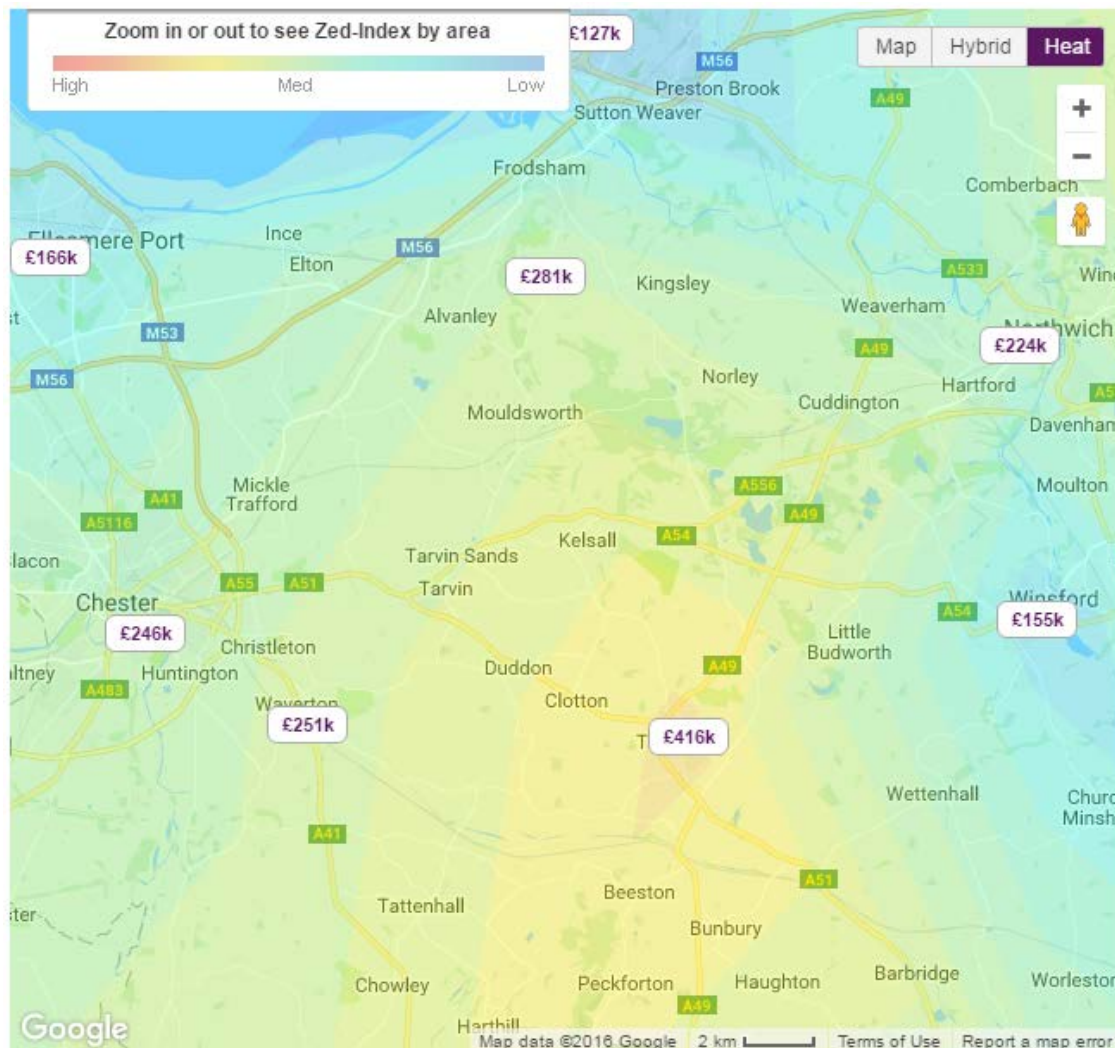 Zoom in or out to see Zed-Index by area
High Med Low
£127k
Map Hybrid Heat
M56
Preston Brook
A49
Sutton Weaver
+
Frodsham
−
Comberbach
Ellesmere Port
Ince
M56
£166k
Elton
A533
£281k
Kingsley
Weaverham
Alvanley
M53
Northwich
A49
£224k
M56
Norley
Hartford
Mouldsworth
Cuddington
Davenham
Mickle
Trafford
A556
Moulton
A41
A5116
A49
Kelsall
A54
Tarvin Sands
A55
A51
Tarvin
Chester
Winsford
A54
£155k
£246k
Little
Budworth
Christleton
Huntington
Duddon
A49
A483
Clotton
Waverton
£251k
£416k
Wettenhall
A41
Beeston
A51
Tattenhall
Bunbury
Chowley
Peckforton
Haughton
Barbridge
A49
Harthill
Google
Map data ©2016 Google 2 km Terms of Use Report a map error